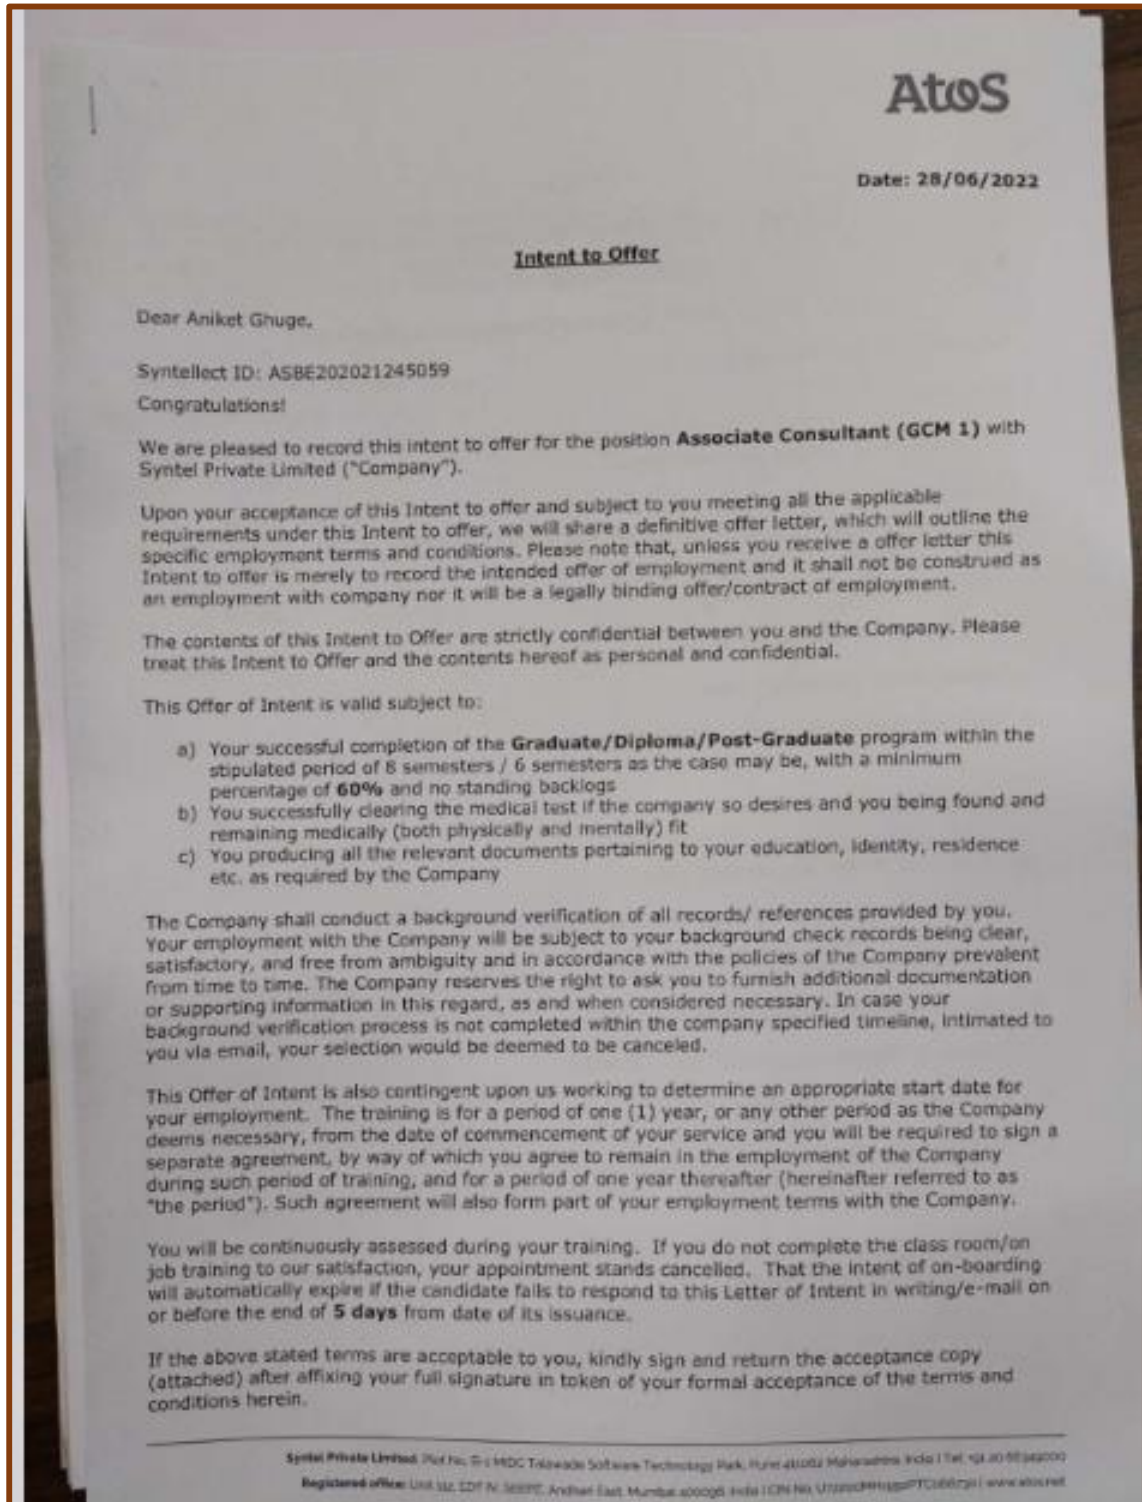 Atos
Date: 28/06/2022
Intent to Offer
Dear Aniket Ghuge,
Syntellect ID: ASBE202021245059
Congratulations!
We are pleased to record this intent to offer for the position Associate Consultant (GCM 1) with
Syntel Private Limited ("Company").
Upon your acceptance of this Intent to offer and subject to you meeting all the applicable
requirements under this Intent to offer, we will share a definitive offer letter, which will outline the
specific employment terms and conditions. Please note that, unless you receive a offer letter this
Intent to offer is merely to record the intended offer of employment and it shall not be construed as
an employment with company nor it will be a legally binding offer/contract of employment.
The contents of this Intent to Offer are strictly confidential between you and the Company. Please
treat this Intent to Offer and the contents hereof as personal and confidential.
This Offer of Intent is valid subject to:
a) Your successful completion of the Graduate/Diploma/Post-Graduate program within the
stipulated period of 8 semesters / 6 semesters as the case may be, with a minimum
percentage of 60% and no standing backlogs
b) You successfully clearing the medical test if the company so desires and you being found and
remaining medically (both physically and mentally) fit
c) You producing all the relevant documents pertaining to your education, identity, residence
etc. as required by the Company
The Company shall conduct a background verification of all records/ references provided by you.
Your employment with the Company will be subject to your background check records being clear,
satisfactory, and free from ambiguity and in accordance with the policies of the Company prevalent
from time to time. The Company reserves the right to ask you to furnish additional documentation
or supporting information in this regard, as and when considered necessary. In case your
background verification process is not completed within the company specified timeline, intimated to
you via email, your selection would be deemed to be canceled.
This Offer of Intent is also contingent upon us working to determine an appropriate start date for
your employment. The training is for a period of one (1) year, or any other period as the Company
deems necessary, from the date of commencement of your service and you will be required to sign a
separate agreement, by way of which you agree to remain in the employment of the Company
during such period of training, and for a period of one year thereafter (hereinafter referred to as
"the period"). Such agreement will also form part of your employment terms with the Company.
You will be continuously assessed during your training. If you do not complete the class room/on
job training to our satisfaction, your appointment stands cancelled. That the intent of on-boarding
will automatically expire if the candidate fails to respond to this Letter of Intent in writing/e-mail on
or before the end of 5 days from date of its issuance.
If the above stated terms are acceptable to you, kindly sign and return the acceptance copy
(attached) after affixing your full signature in token of your formal acceptance of the terms and
conditions herein.
Syntel Private Limited Plot No. MIDC Talawade Software Technology Park, Pune Maharashtra India | Tel
Registered office: Unit SDF IV, SEEPZ, Andheri East, Mumbai India | CIN No. | www.atos.net